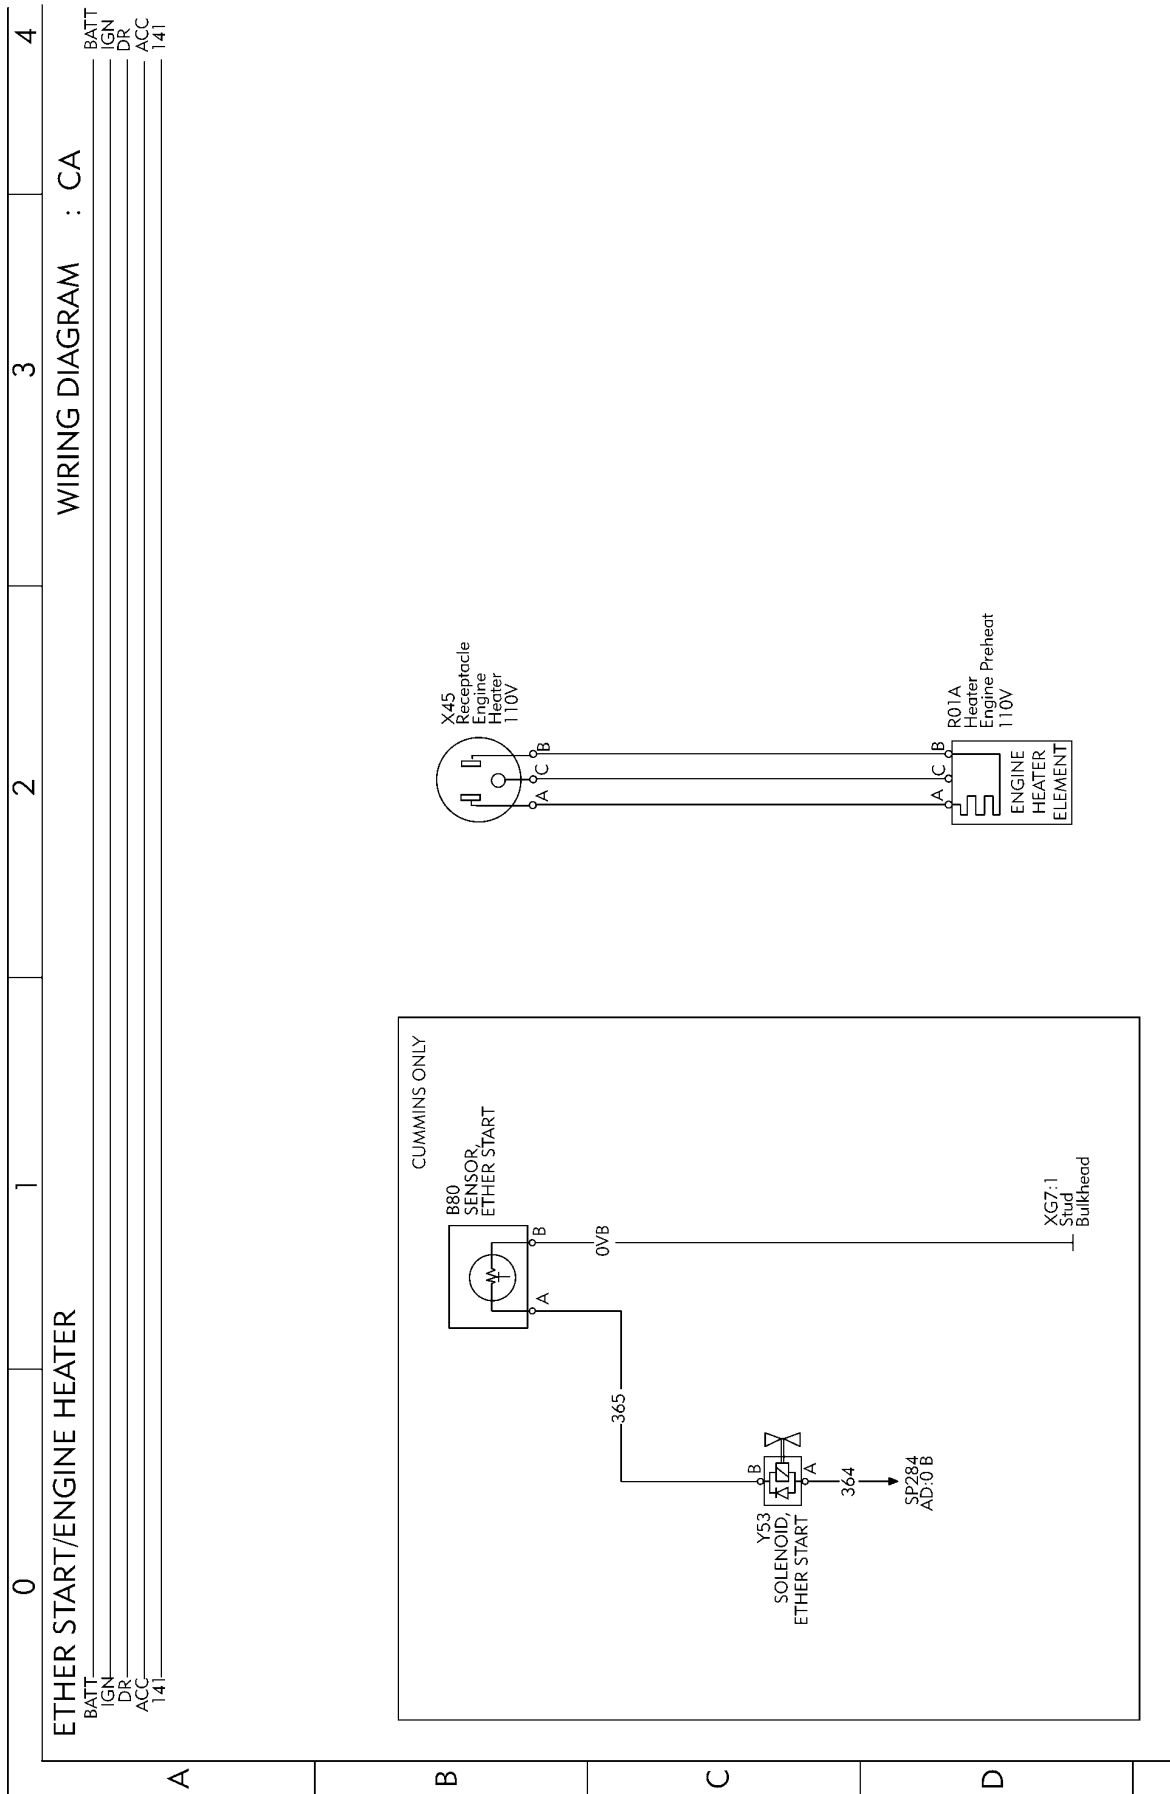 0 1 2 3 4
ETHER START/ENGINE HEATER
WIRING DIAGRAM : CA
BATT BATT
IGN IGN
DR DR
ACC ACC
141 141
A
B
C
D
CUMMINS ONLY
B80
SENSOR,
ETHER START
A
B
365
0VB
Y53
SOLENOID,
ETHER START
B
A
364
SP284
AD:0 B
XG7:1
Stud
Bulkhead
X45
Receptacle
Engine
Heater
110V
A C B
A C B
R01A
Heater
Engine Preheat
110V
ENGINE
HEATER
ELEMENT